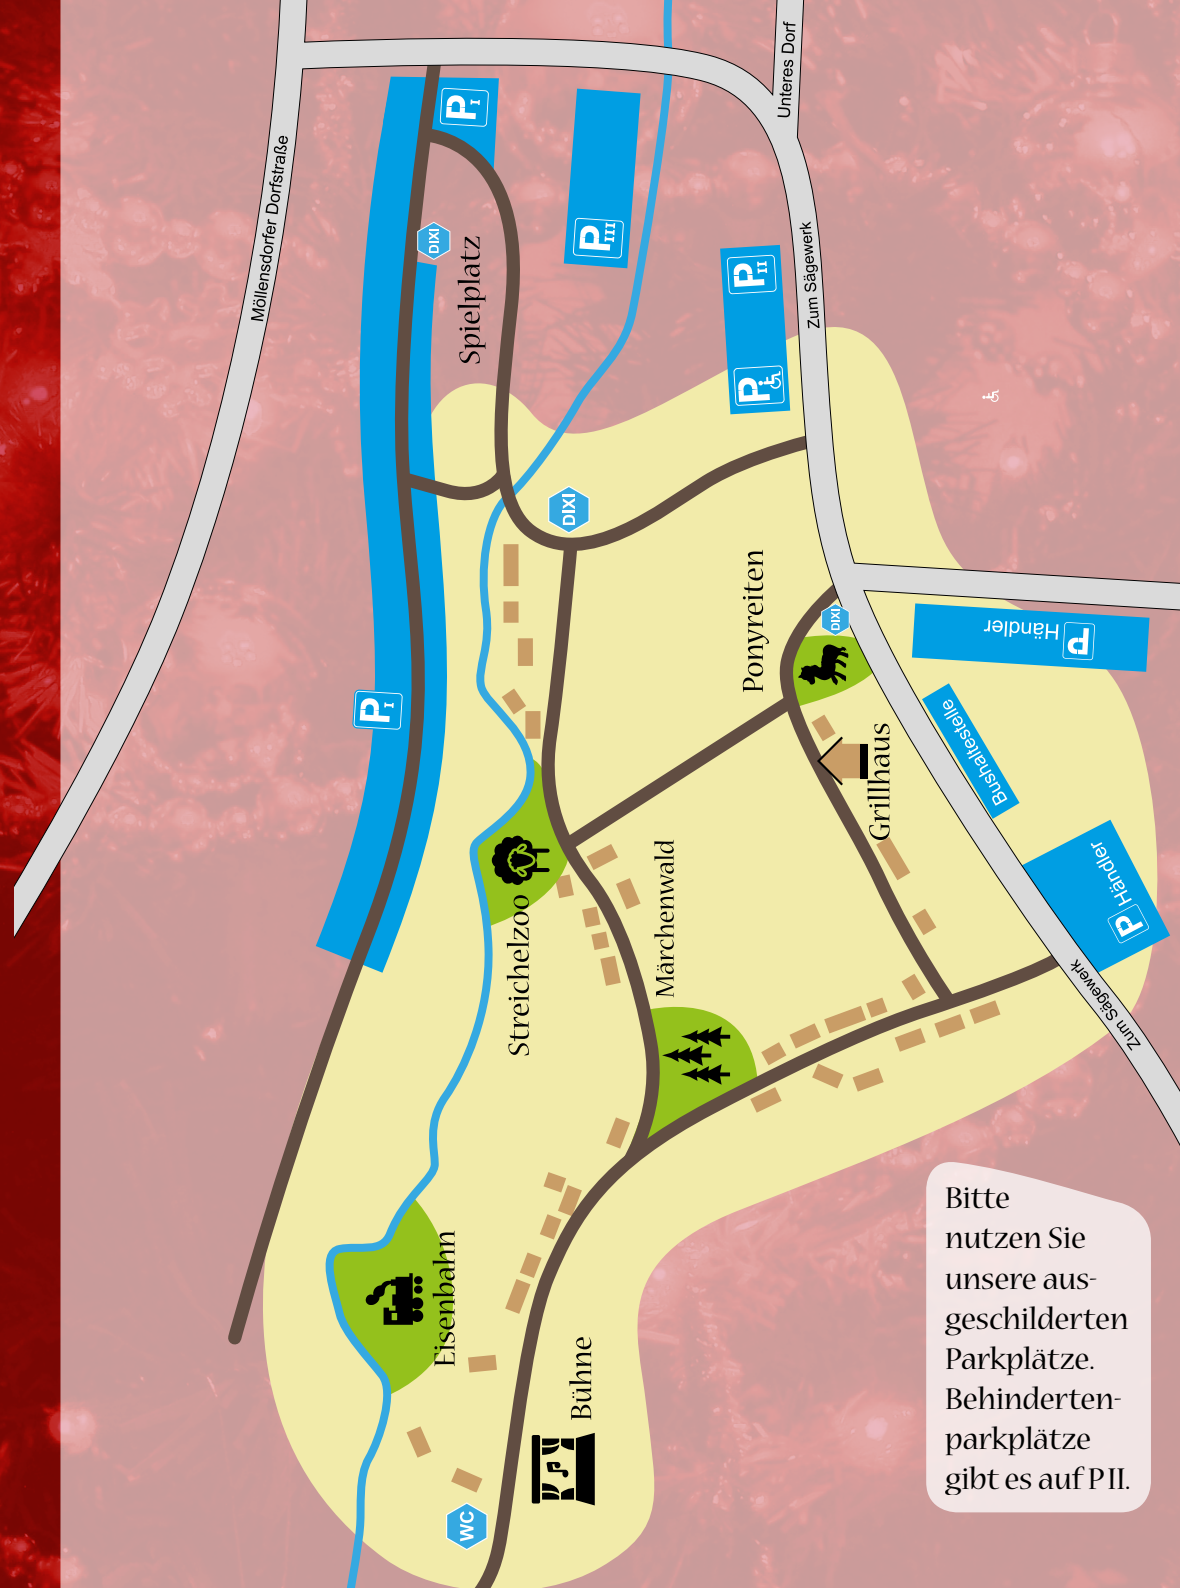 Möllensdorfer Dorfstraße
Unteres Dorf
P I
DIXI
Spielplatz
P III
P II
P
Zum Sägewerk
DIXI
Ponyreiten
DIXI
Händler
P
P I
Bushaltestelle
Grillhaus
Händler
P
Streichelzoo
Märchenwald
Zum Sägewerk
Eisenbahn
Bühne
WC
Bitte
nutzen Sie
unsere aus-
geschilderten
Parkplätze.
Behinderten-
parkplätze
gibt es auf P II.